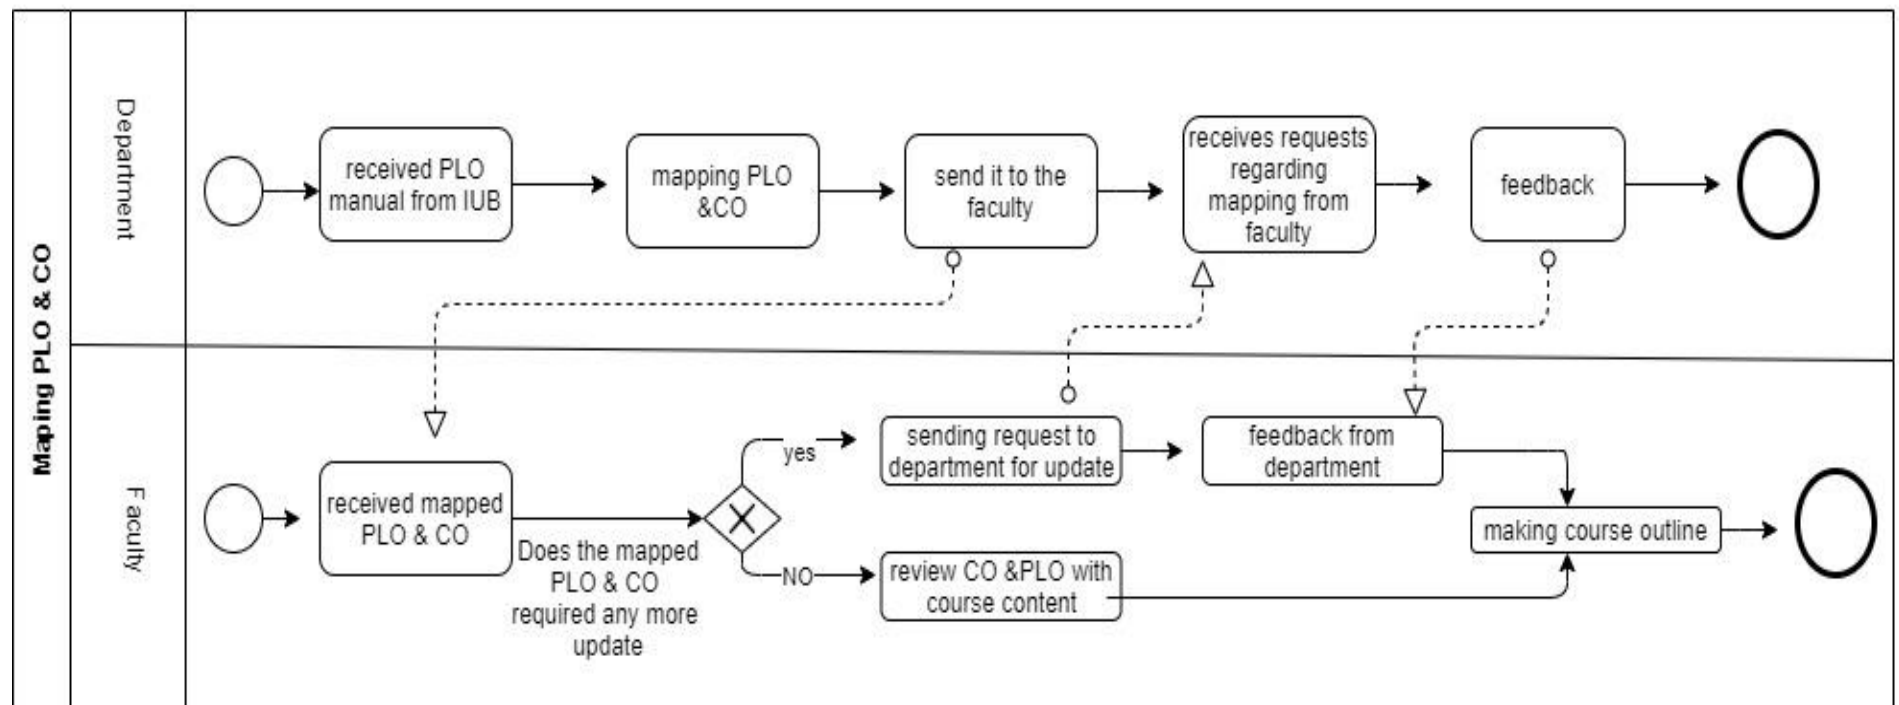 Maping PLO & CO
Department
received PLO
manual from IUB
mapping PLO
&CO
send it to the
faculty
receives requests
regarding
mapping from
faculty
feedback
Faculty
received mapped
PLO & CO
Does the mapped
PLO & CO
required any more
update
yes
NO
sending request to
department for update
feedback from
department
review CO &PLO with
course content
making course outline